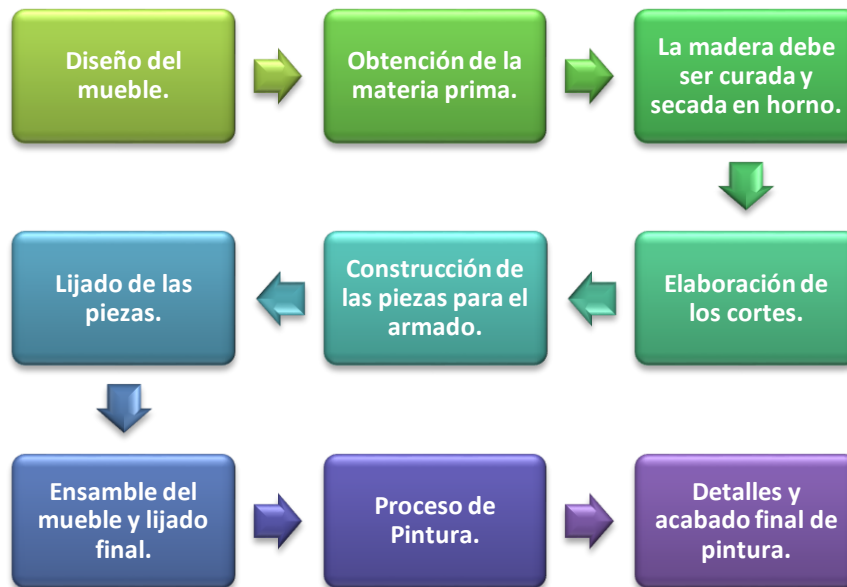 Diseño del
mueble.
Obtención de la
materia prima.
La madera debe
ser curada y
secada en horno.
Elaboración de
los cortes.
Construcción de
las piezas para el
armado.
Lijado de las
piezas.
Ensamble del
mueble y lijado
final.
Proceso de
Pintura.
Detalles y
acabado final de
pintura.